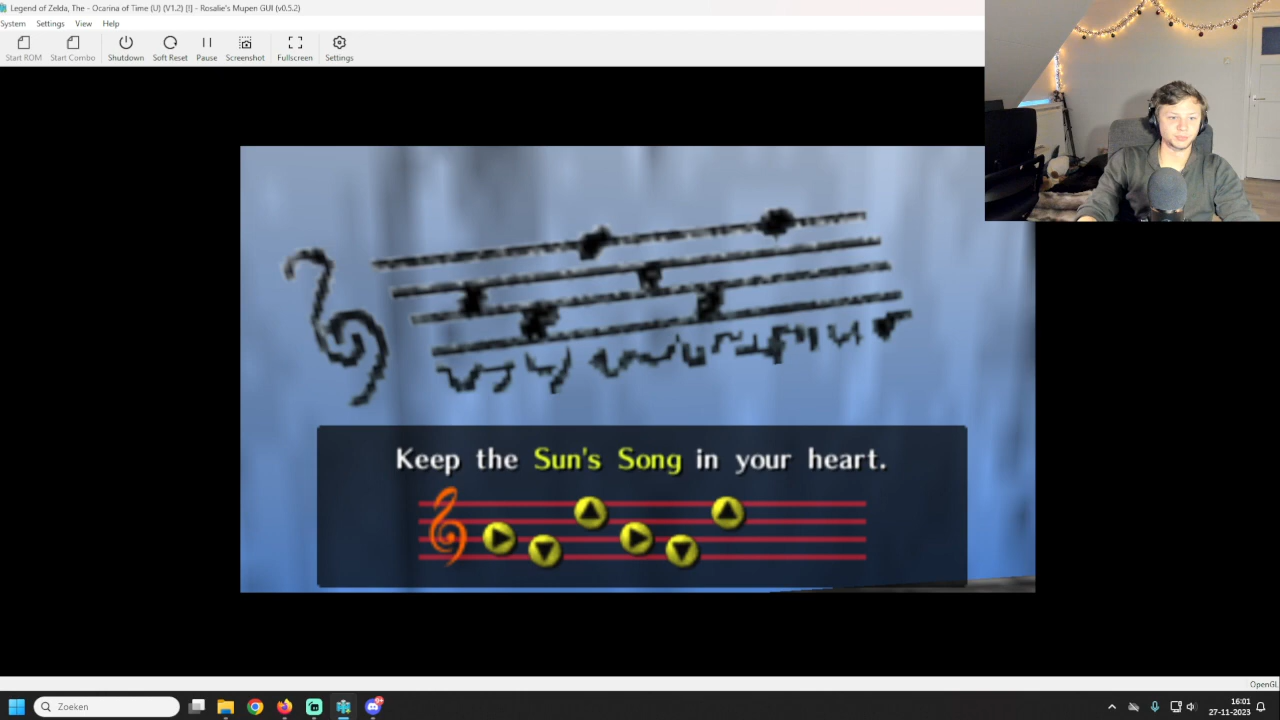 Legend of Zelda, The - Ocarina of Time (U) (V1.2) [!] - Rosalie's Mupen GUI (v0.5.2)
System Settings View Help
Start ROM Start Combo Shutdown Soft Reset Pause Screenshot Fullscreen Settings
Keep the Sun's Song in your heart.
OpenGL
Zoeken
16:01
27-11-2023